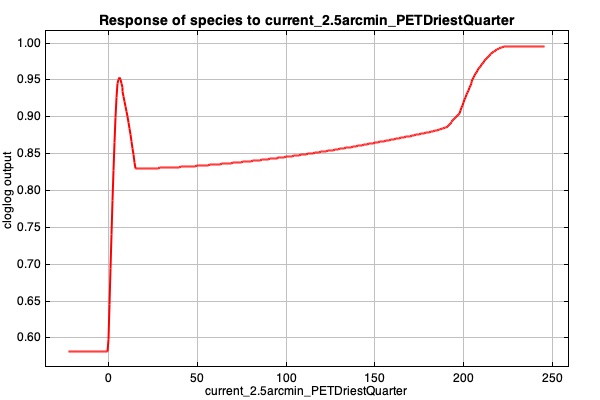 Response of species to current_2.5arcmin_PETDriestQuarter
1.00
0.95
0.90
0.85
0.80
0.75
0.70
0.65
0.60
cloglog output
0 50 100 150 200 250
current_2.5arcmin_PETDriestQuarter